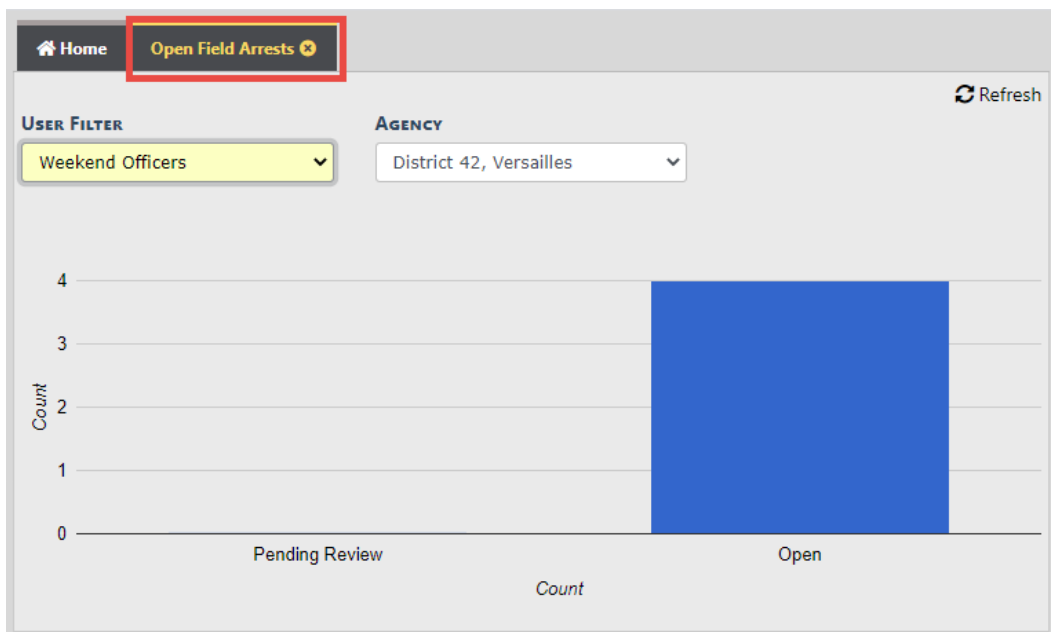 Home
Open Field Arrests
Refresh
USER FILTER
AGENCY
Weekend Officers
District 42, Versailles
4
3
2
1
0
Count
Pending Review
Open
Count